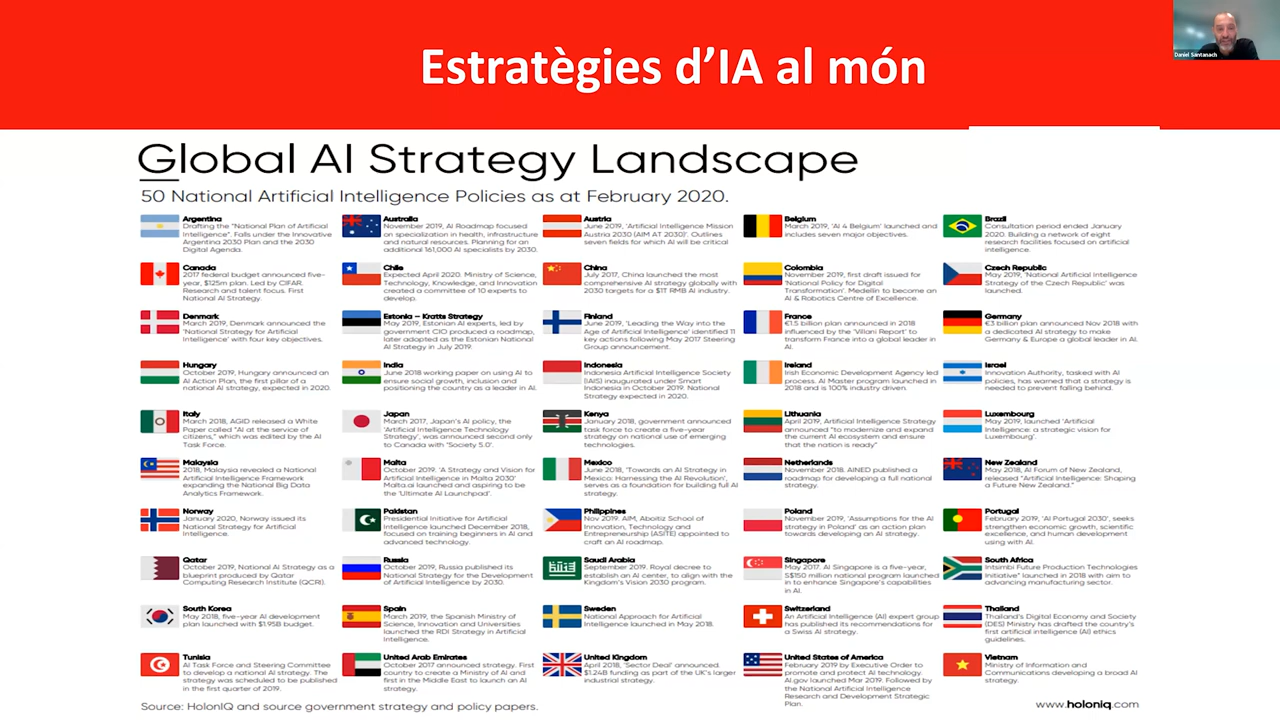 Estratègies d'IA al món
Daniel Santanach
Global AI Strategy Landscape
50 National Artificial Intelligence Policies as at February 2020.
Argentina
Drafting the "National Plan of Artificial
Intelligence". Falls under the Innovative
Argentina 2030 Plan and the 2030
Digital Agenda.
Australia
November 2019, AI Roadmap focused
on specialization in health, infrastructure
and natural resources. Planning for an
additional 161,000 AI specialists by 2030.
Austria
June 2019, 'Artificial Intelligence Mission
Austria 2030 (AIM AT 2030)'. Outlines
seven fields for which AI will be critical
Belgium
March 2019, 'AI 4 Belgium' launched and
includes seven major objectives.
Brazil
Consultation period ended January
2020. Building a network of eight
research facilities focused on artificial
intelligence.
Canada
2017 federal budget announced five-
year, $125m plan. Led by CIFAR.
Research and talent focus. First
National AI Strategy.
Chile
Expected April 2020. Ministry of Science,
Technology, Knowledge, and Innovation
created a committee of 10 experts to
develop.
China
July 2017, China launched the most
comprehensive AI strategy globally with
2030 targets for a $1T RMB AI industry.
Colombia
November 2019, first draft issued for
'National Policy for Digital
Transformation'. Medellin to become an
AI & Robotics Centre of Excellence.
Czech Republic
May 2019, 'National Artificial Intelligence
Strategy of the Czech Republic' was
launched.
Denmark
March 2019, Denmark announced the
'National Strategy for Artificial
Intelligence' with four key objectives.
Estonia – Kratts Strategy
May 2019, Estonian AI experts, led by
government CIO produced a roadmap,
later adopted as the Estonian National
AI Strategy in July 2019.
Finland
June 2019, 'Leading the Way into the
Age of Artificial Intelligence' identified 11
key actions following May 2017 Steering
Group announcement.
France
€1.5 billion plan announced in 2018
influenced by the 'Villani Report' to
transform France into a global leader in
AI.
Germany
€3 billion plan announced Nov 2018 with
a dedicated AI strategy to make
Germany & Europe a global leader in AI.
Hungary
October 2019, Hungary announced an
AI Action Plan, the first pillar of a
national AI strategy, expected in 2020.
India
June 2018 working paper on using AI to
ensure social growth, inclusion and
positioning the country as a leader in AI.
Indonesia
Indonesia Artificial Intelligence Society
(IAIS) inaugurated under Smart
Indonesia in October 2019. National
Strategy expected in 2020.
Ireland
Irish Economic Development Agency led
process. AI Master program launched in
2018 and is 100% industry driven.
Israel
Innovation Authority, tasked with AI
policies, has warned that a strategy is
needed to prevent falling behind.
Italy
March 2018, AGID released a White
Paper called "AI at the service of
citizens," which was edited by the AI
Task Force.
Japan
March 2017, Japan's AI policy, the
'Artificial Intelligence Technology
Strategy', was announced second only
to Canada with 'Society 5.0'.
Kenya
January 2018, government announced
task force to create a five-year
strategy on national use of emerging
technologies.
Lithuania
April 2019, Artificial Intelligence Strategy
announced "to modernize and expand
the current AI ecosystem and ensure
that the nation is ready"
Luxembourg
May 2019, launched 'Artificial
Intelligence: a strategic vision for
Luxembourg'.
Malaysia
2018, Malaysia revealed a National
Artificial Intelligence Framework
expanding the National Big Data
Analytics Framework.
Malta
October 2019. 'A Strategy and Vision for
Artificial Intelligence in Malta 2030'
Malta.ai launched and aspiring to be
the 'Ultimate AI Launchpad'.
Mexico
June 2018, 'Towards an AI Strategy in
Mexico: Harnessing the AI Revolution',
serves as a foundation for building full AI
strategy.
Netherlands
November 2018. AINED published a
roadmap for developing a full national
strategy.
New Zealand
May 2018, AI Forum of New Zealand,
released "Artificial Intelligence: Shaping
a Future New Zealand."
Norway
January 2020, Norway issued its
National Strategy for Artificial
Intelligence.
Pakistan
Presidential Initiative for Artificial
Intelligence launched December 2018,
focused on training beginners in AI and
advanced technology.
Philippines
Nov 2019. AIM, Aboitiz School of
Innovation, Technology and
Entrepreneurship (ASITE) appointed to
craft an AI roadmap.
Poland
November 2019, 'Assumptions for the AI
strategy in Poland' as an action plan
towards developing an AI strategy.
Portugal
February 2019, 'AI Portugal 2030', seeks
strengthen economic growth, scientific
excellence, and human development
using with AI.
Qatar
October 2019, National AI Strategy as a
blueprint produced by Qatar
Computing Research Institute (QCRI).
Russia
October 2019, Russia published its
National Strategy for the Development
of Artificial Intelligence by 2030.
Saudi Arabia
September 2019. Royal decree to
establish an AI center, to align with the
Kingdom's Vision 2030 program.
Singapore
May 2017. AI Singapore is a five-year,
S$150 million national program launched
in to enhance Singapore's capabilities
in AI.
South Africa
Intsimbi Future Production Technologies
Initiative" launched in 2018 with aim to
advancing manufacturing sector.
South Korea
May 2018, five-year AI development
plan launched with $1.95B budget.
Spain
March 2019, the Spanish Ministry of
Science, Innovation and Universities
launched the RDI Strategy in Artificial
Intelligence.
Sweden
National Approach for Artificial
Intelligence launched in May 2018.
Switzerland
An Artificial Intelligence (AI) expert group
has published its recommendations for
a Swiss AI strategy.
Thailand
Thailand's Digital Economy and Society
(DES) Ministry has drafted the country's
first artificial intelligence (AI) ethics
guidelines.
Tunisia
AI Task Force and Steering Committee
to develop a national AI strategy. The
strategy was scheduled to be published
in the first quarter of 2019.
United Arab Emirates
October 2017 announced strategy. First
country to create a Ministry of AI and
first in the Middle East to launch an AI
strategy.
United Kingdom
April 2018, 'Sector Deal' announced.
$1.24B funding as part of the UK's larger
industrial strategy.
United States of America
February 2019 by Executive Order to
promote and protect AI technology.
AI.gov launched Mar 2019. Followed by
the National Artificial Intelligence
Research and Development Strategic
Plan.
Vietnam
Ministry of Information and
Communications developing a broad AI
strategy.
Source: HolonIQ and source government strategy and policy papers.
www.holoniq.com